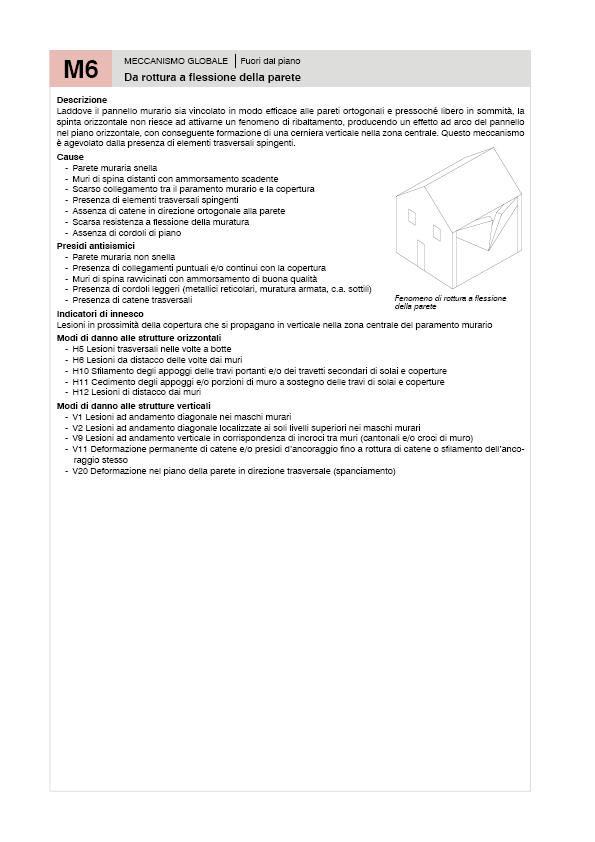 M6
MECCANISMO GLOBALE | Fuori dal piano
Da rottura a flessione della parete
Descrizione
Laddove il pannello murario sia vincolato in modo efficace alle pareti ortogonali e pressoché libero in sommità, la
spinta orizzontale non riesce ad attivarne un fenomeno di ribaltamento, producendo un effetto ad arco del pannello
nel piano orizzontale, con conseguente formazione di una cerniera verticale nella zona centrale. Questo meccanismo
è agevolato dalla presenza di elementi trasversali spingenti.
Cause
- Parete muraria snella
- Muri di spina distanti con ammorsamento scadente
- Scarso collegamento tra il paramento murario e la copertura
- Presenza di elementi trasversali spingenti
- Assenza di catene in direzione ortogonale alla parete
- Scarsa resistenza a flessione della muratura
- Assenza di cordoli di piano
Presidi antisismici
- Parete muraria non snella
- Presenza di collegamenti puntuali e/o continui con la copertura
- Muri di spina ravvicinati con ammorsamento di buona qualità
- Presenza di cordoli leggeri (metallici reticolari, muratura armata, c.a. sottili)
- Presenza di catene trasversali
Fenomeno di rottura a flessione
della parete
Indicatori di innesco
Lesioni in prossimità della copertura che si propagano in verticale nella zona centrale del paramento murario
Modi di danno alle strutture orizzontali
- H5 Lesioni trasversali nelle volte a botte
- H6 Lesioni da distacco delle volte dai muri
- H10 Sfilamento degli appoggi delle travi portanti e/o dei travetti secondari di solai e coperture
- H11 Cedimento degli appoggi e/o porzioni di muro a sostegno delle travi di solai e coperture
- H12 Lesioni di distacco dai muri
Modi di danno alle strutture verticali
- V1 Lesioni ad andamento diagonale nei maschi murari
- V2 Lesioni ad andamento diagonale localizzate ai soli livelli superiori nei maschi murari
- V9 Lesioni ad andamento verticale in corrispondenza di incroci tra muri (cantonali e/o croci di muro)
- V11 Deformazione permanente di catene e/o presidi d'ancoraggio fino a rottura di catene o sfilamento dell'anco-
raggio stesso
- V20 Deformazione nel piano della parete in direzione trasversale (spanciamento)